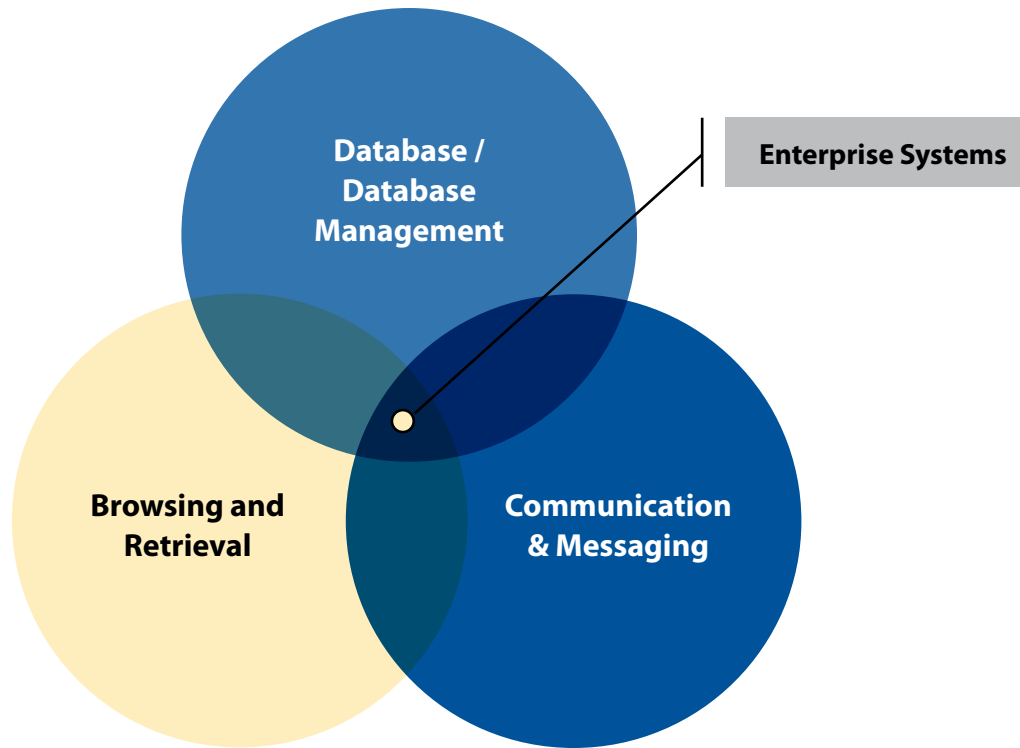 Database /
Database
Management
Enterprise Systems
Browsing and
Retrieval
Communication
& Messaging